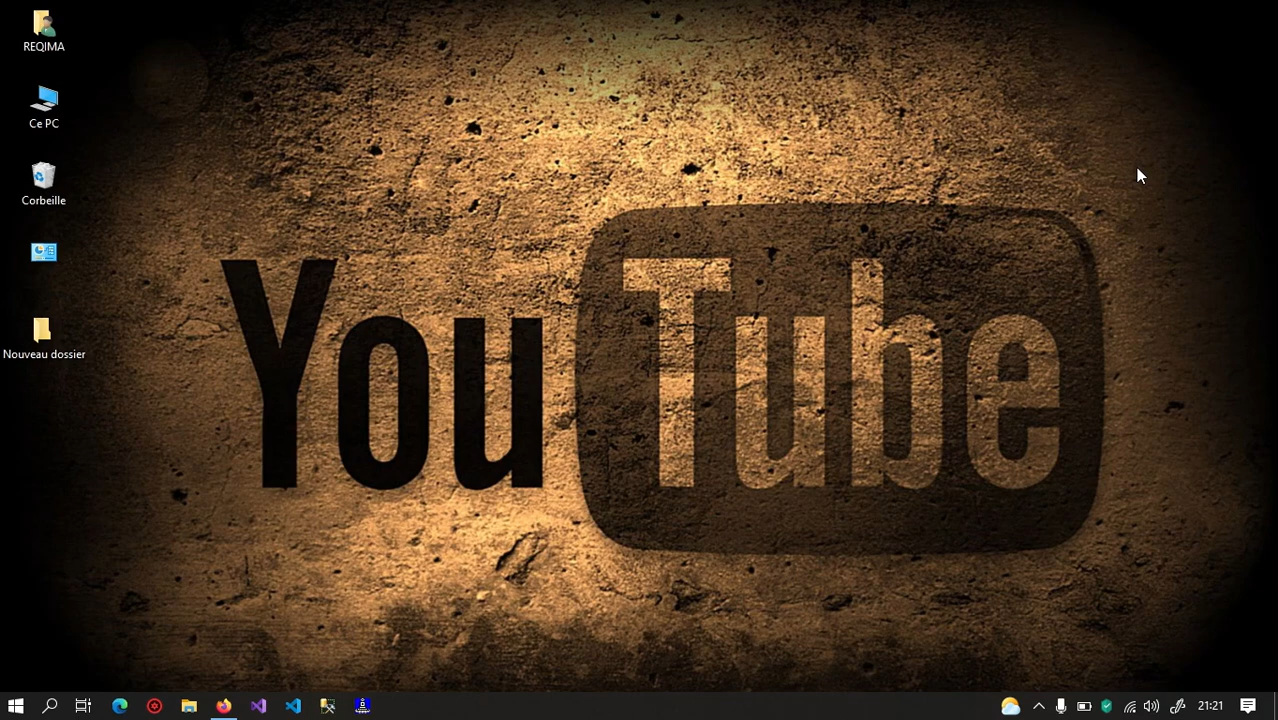 REQIMA
Ce PC
Corbeille
Nouveau dossier
YouTube
21:21